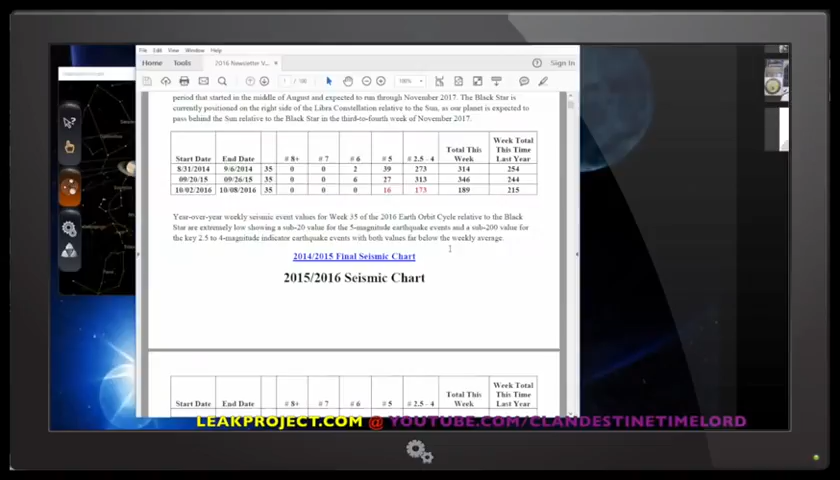 File Edit View Window Help
Home Tools 2016 Newsletter V... × Sign In
1 / 108 100%
period that started in the middle of August and expected to run through November 2017. The Black Star is
currently positioned on the right side of the Libra Constellation relative to the Sun, as our planet is expected to
pass behind the Sun relative to the Black Star in the third-to-fourth week of November 2017.
Start Date End Date # 8+ # 7 # 6 # 5 # 2.5 - 4 Total This Week Week Total This Time Last Year
8/31/2014 9/6/2014 35 0 0 2 39 273 314 254
09/20/15 09/26/15 35 0 0 6 27 313 346 244
10/02/2016 10/08/2016 35 0 0 0 16 173 189 215
Year-over-year weekly seismic event values for Week 35 of the 2016 Earth Orbit Cycle relative to the Black
Star are extremely low showing a sub-20 value for the 5-magnitude earthquake events and a sub-200 value for
the key 2.5 to 4-magnitude indicator earthquake events with both values far below the weekly average.
2014/2015 Final Seismic Chart
2015/2016 Seismic Chart
Start Date End Date # 8+ # 7 # 6 # 5 # 2.5 - 4 Total This Week Week Total This Time Last Year
LEAKPROJECT.COM @ YOUTUBE.COM/CLANDESTINETIMELORD